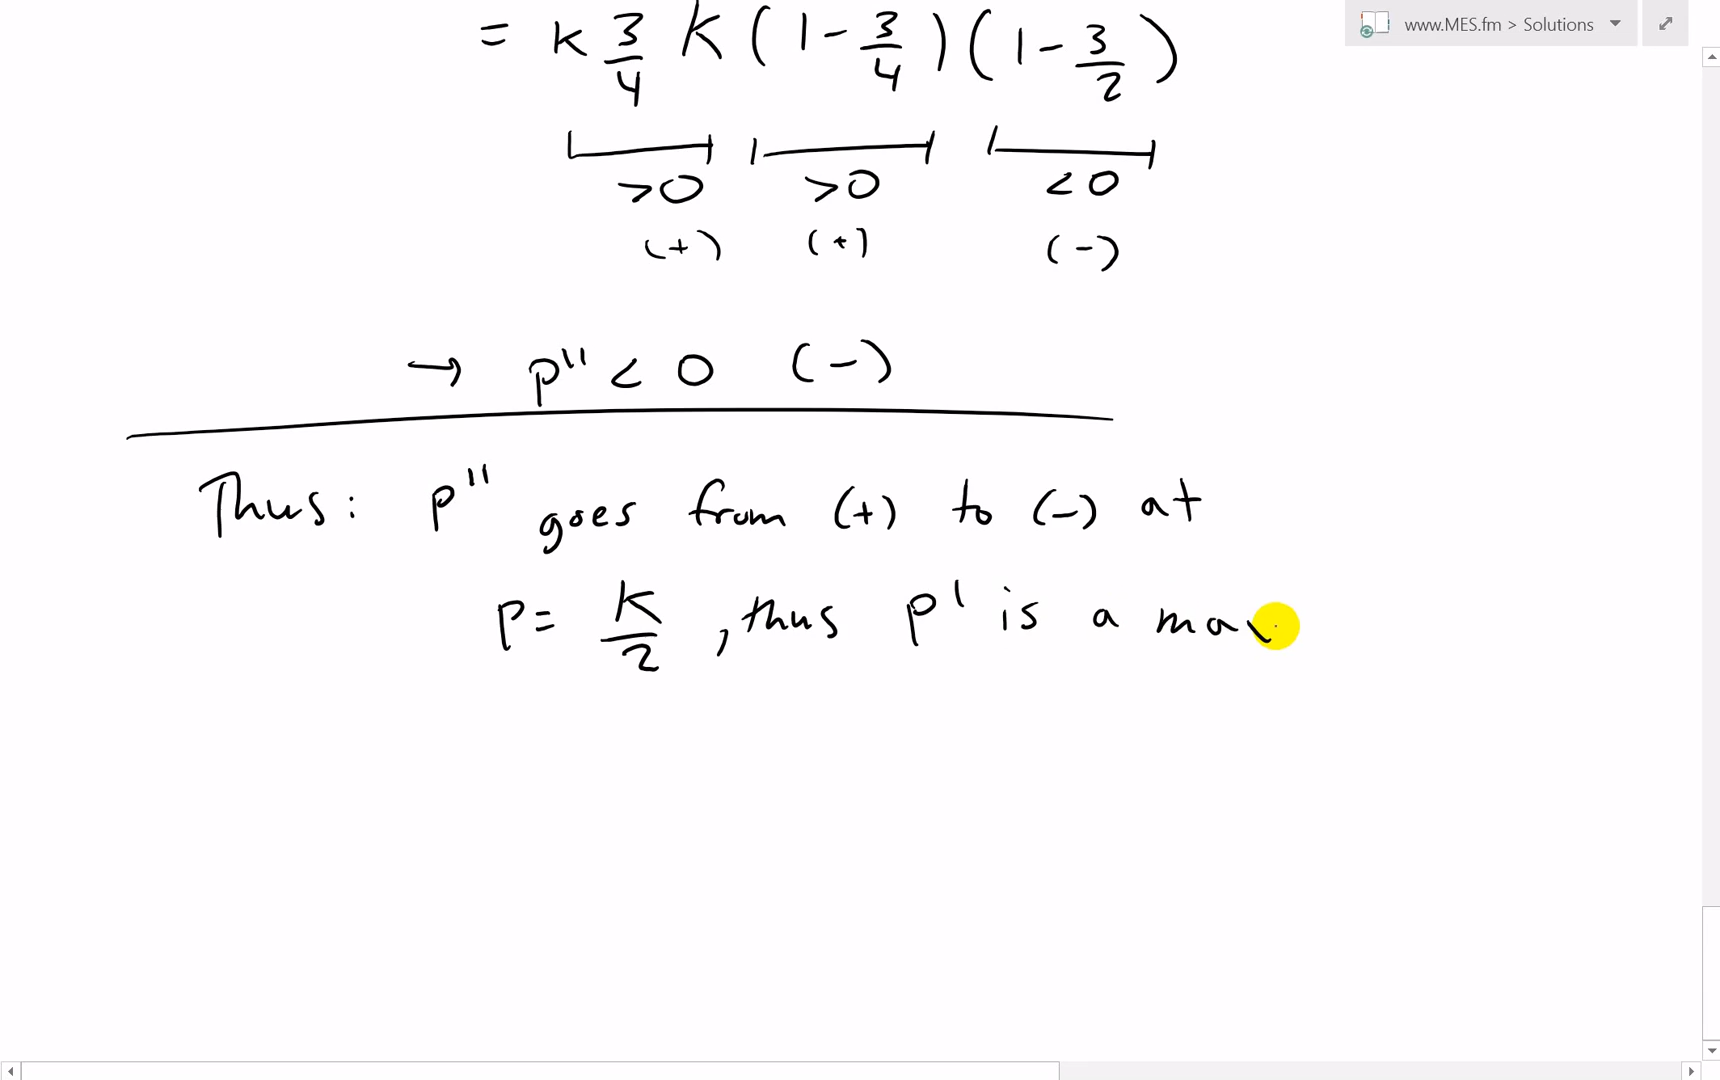 www.MES.fm > Solutions
= k 3/4 K (1 - 3/4) (1 - 3/2)
>0 >0 <0
(+) (+) (-)
→ P'' < 0 (-)
Thus: P'' goes from (+) to (-) at
P = K/2 , thus P' is a max